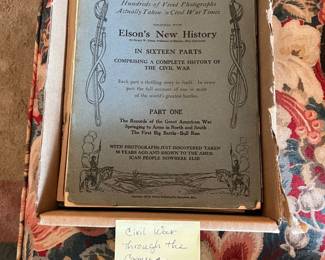 Hundreds of Vivid Photographs
Actually Taken in Civil War Times
Elson's New History
IN SIXTEEN PARTS
COMPRISING A COMPLETE HISTORY OF
THE CIVIL WAR
Each part a thrilling story in itself. In every
part the full account of one or more
of the world's greatest battles.
PART ONE
The Records of the Great American War
Springing to Arms in North and South
The First Big Battle—Bull Run
WITH PHOTOGRAPHS JUST DISCOVERED TAKEN
50 YEARS AGO AND SHOWN TO THE AMER-
ICAN PEOPLE NOWHERE ELSE
Civil War
through the
Camera